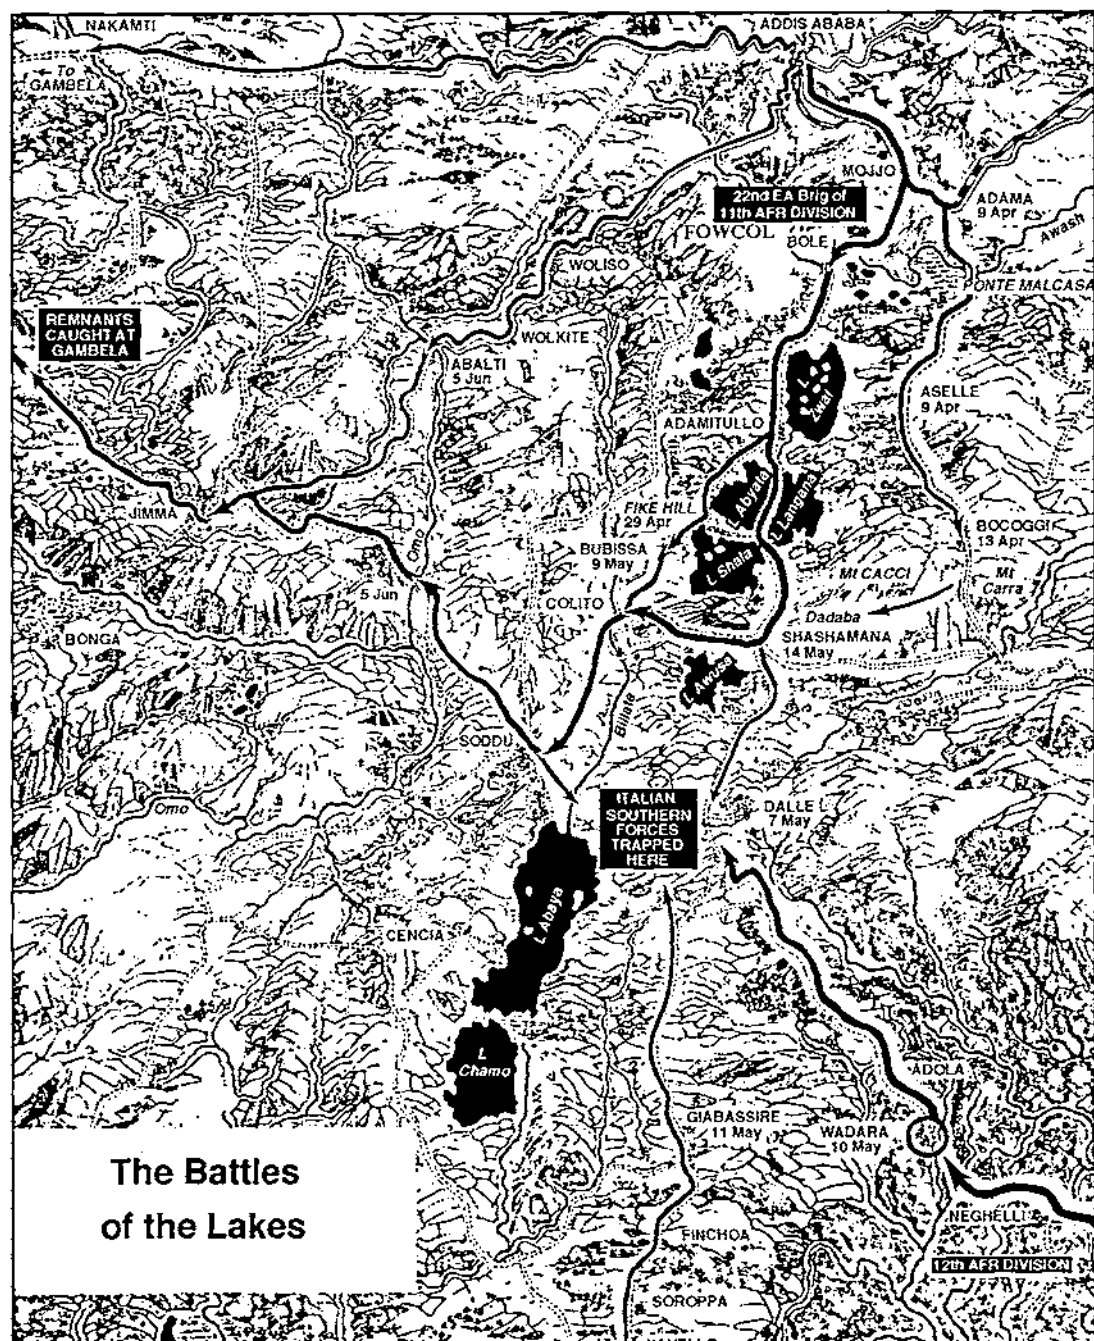 NAKAMTI
ADDIS ABABA
To
GAMBELA
MOJJO
22nd EA Brig of
11th AFR DIVISION
FOWCOL
BOLE
ADAMA
9 Apr
Awash
WOLISO
PONTE MALCASA
REMNANTS
CAUGHT AT
GAMBELA
WOLKITE
ABALTI
5 Jun
ASELLE
9 Apr
ADAMITULLO
L Abyata
L Langana
JIMMA
FIKE HILL
29 Apr
BOCOGGI
13 Apr
Omo
BUBISSA
9 May
L Shala
Mt CACCI
Mt
Carra
5 Jun
COLITO
Dadaba
SHASHAMANA
14 May
BONGA
L Awasa
Billate
SODDU
Omo
ITALIAN
SOUTHERN
FORCES
TRAPPED
HERE
DALLE
7 May
L Abaya
CENCIA
L
Chamo
ADOLA
GIABASSIRE
11 May
WADARA
10 May
The Battles
of the Lakes
NEGHELLI
FINCHOA
12th AFR DIVISION
SOROPPA